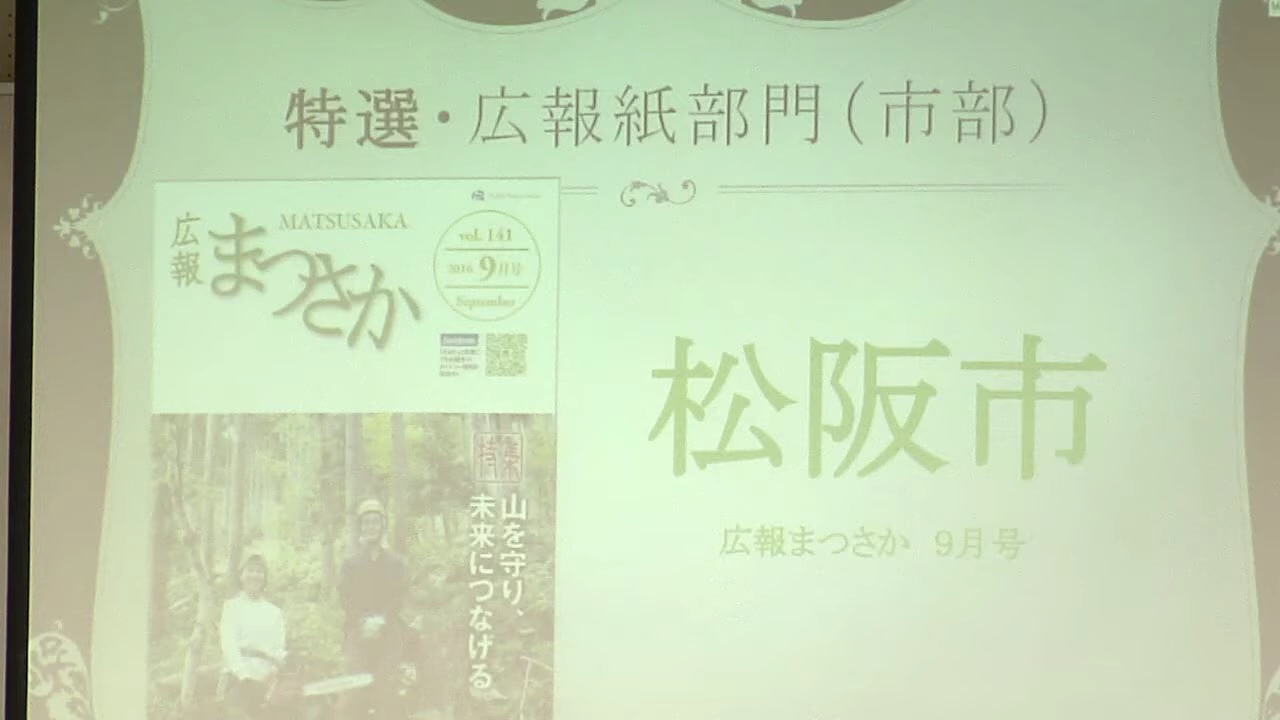 特選・広報紙部門(市部)
広報
まつさか
MATSUSAKA
vol. 141
2016 9月号
September
特集
山を守り、
未来につなげる
松阪市
広報まつさか 9月号